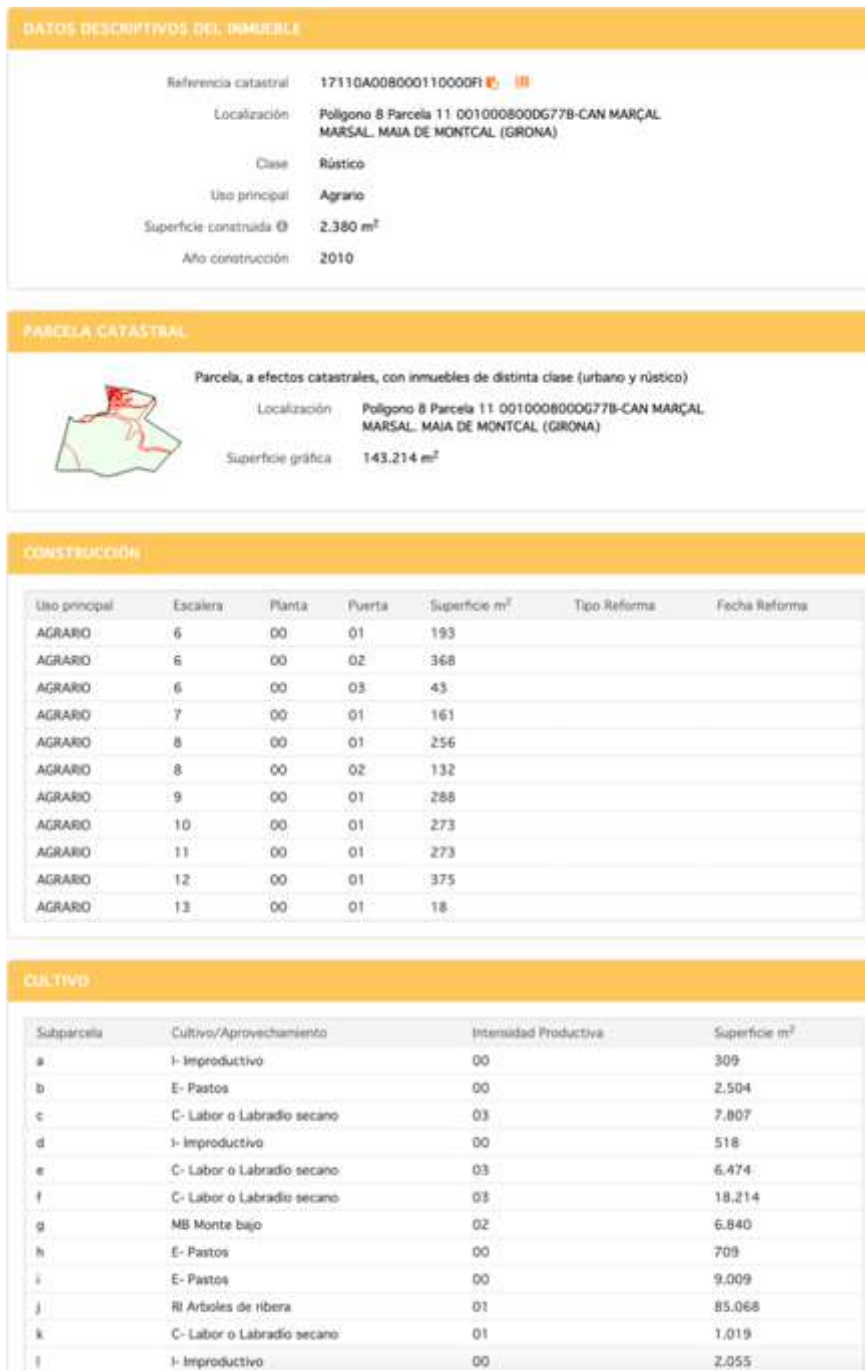 DATOS DESCRIPTIVOS DEL INMUEBLE
Referencia catastral 17110A008000110000FI
Localización Polígono 8 Parcela 11 001000800DG77B-CAN MARÇAL
MARSAL. MAIA DE MONTCAL (GIRONA)
Clase Rústico
Uso principal Agrario
Superficie construida 2.380 m²
Año construcción 2010
PARCELA CATASTRAL
Parcela, a efectos catastrales, con inmuebles de distinta clase (urbano y rústico)
Localización Polígono 8 Parcela 11 001000800DG77B-CAN MARÇAL
MARSAL. MAIA DE MONTCAL (GIRONA)
Superficie gráfica 143.214 m²
CONSTRUCCIÓN
Uso principal Escalera Planta Puerta Superficie m² Tipo Reforma Fecha Reforma
AGRARIO 6 00 01 193
AGRARIO 6 00 02 368
AGRARIO 6 00 03 43
AGRARIO 7 00 01 161
AGRARIO 8 00 01 256
AGRARIO 8 00 02 132
AGRARIO 9 00 01 288
AGRARIO 10 00 01 273
AGRARIO 11 00 01 273
AGRARIO 12 00 01 375
AGRARIO 13 00 01 18
CULTIVO
Subparcela Cultivo/Aprovechamiento Intensidad Productiva Superficie m²
a I- Improductivo 00 309
b E- Pastos 00 2.504
c C- Labor o Labradío secano 03 7.807
d I- Improductivo 00 518
e C- Labor o Labradío secano 03 6.474
f C- Labor o Labradío secano 03 18.214
g MB Monte bajo 02 6.840
h E- Pastos 00 709
i E- Pastos 00 9.009
j RI Arboles de ribera 01 85.068
k C- Labor o Labradío secano 01 1.019
l I- Improductivo 00 2.055